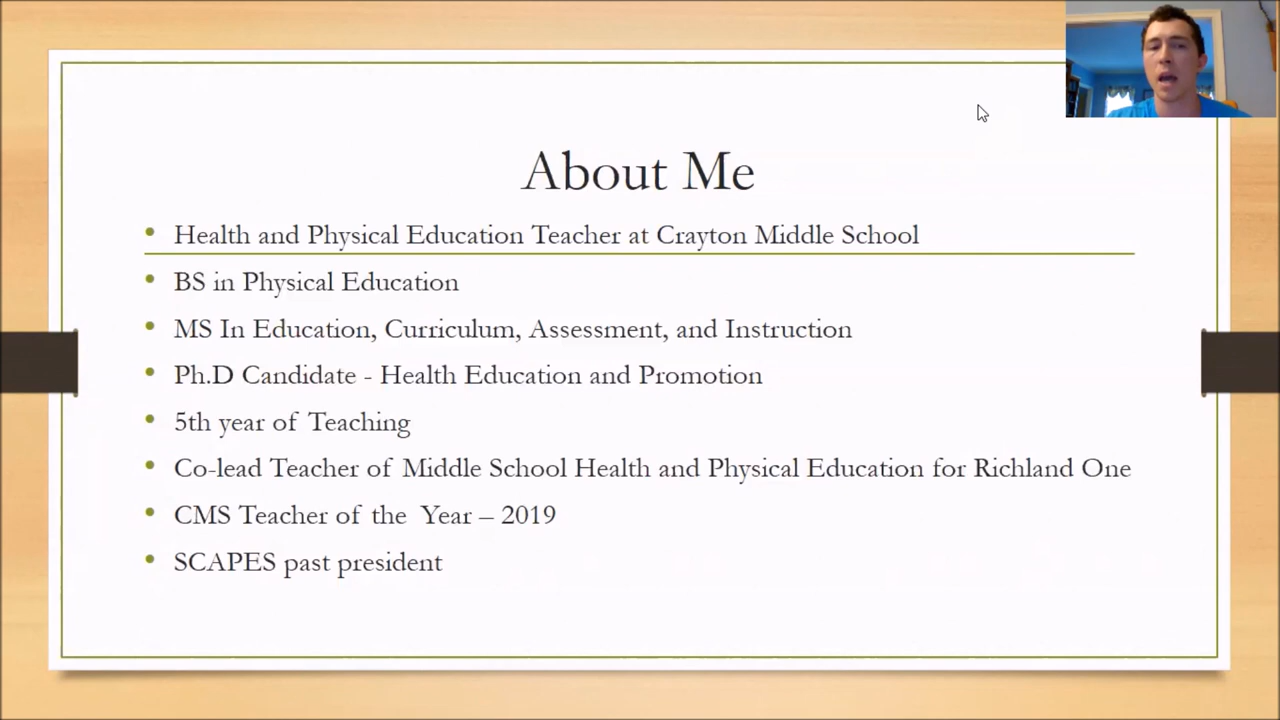 About Me
Health and Physical Education Teacher at Crayton Middle School
BS in Physical Education
MS In Education, Curriculum, Assessment, and Instruction
Ph.D Candidate - Health Education and Promotion
5th year of Teaching
Co-lead Teacher of Middle School Health and Physical Education for Richland One
CMS Teacher of the Year – 2019
SCAPES past president